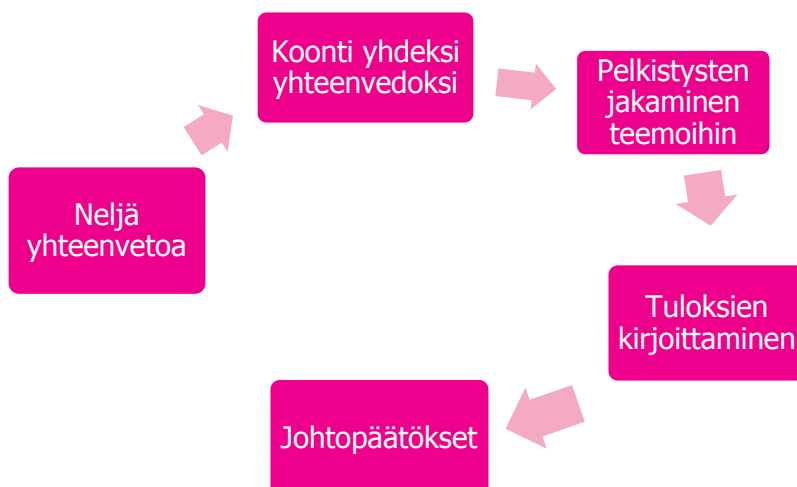 Neljä
yhteenvetoa
Koonti yhdeksi
yhteenvedoksi
Pelkistysten
jakaminen
teemoihin
Tuloksien
kirjoittaminen
Johtopäätökset